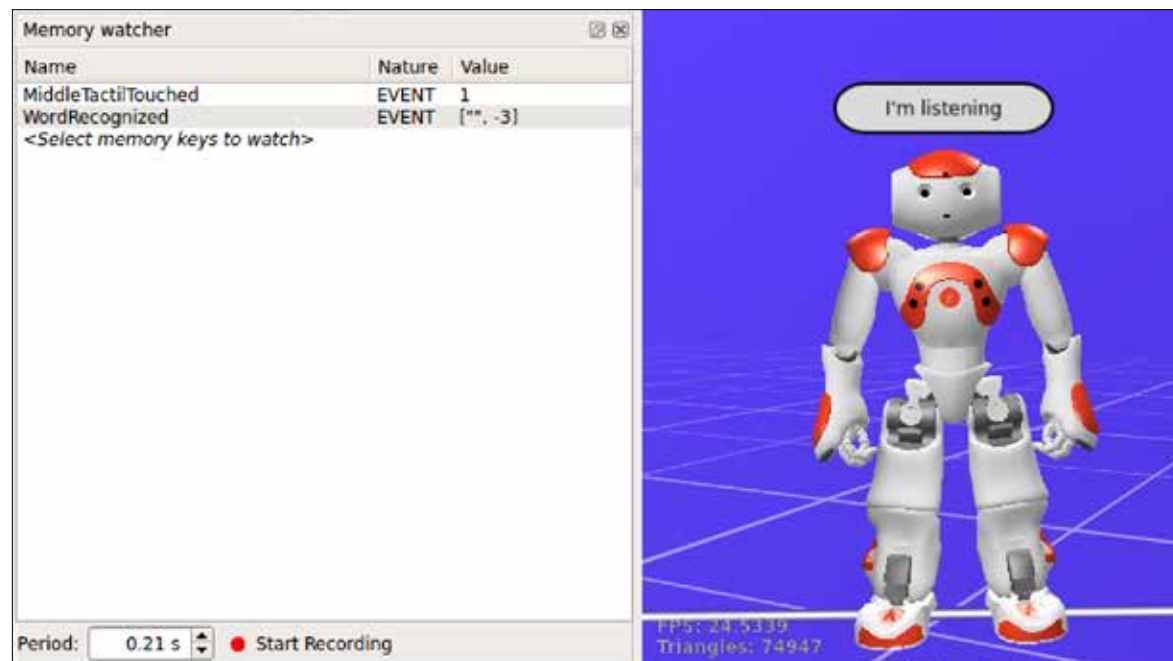 Memory watcher
Name Nature Value
MiddleTactilTouched EVENT 1
WordRecognized EVENT ["", -3]
<Select memory keys to watch>
Period: 0.21 s Start Recording
I'm listening
FPS: 24.5339
Triangles: 74947